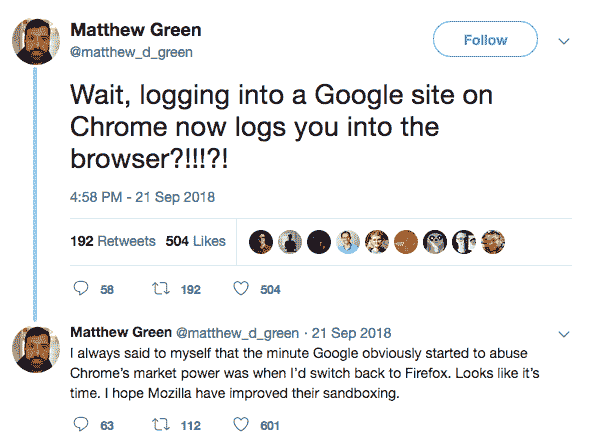 Matthew Green
@matthew_d_green
Follow
Wait, logging into a Google site on
Chrome now logs you into the
browser?!!!?!
4:58 PM - 21 Sep 2018
192 Retweets 504 Likes
58 192 504
Matthew Green @matthew_d_green · 21 Sep 2018
I always said to myself that the minute Google obviously started to abuse
Chrome’s market power was when I’d switch back to Firefox. Looks like it’s
time. I hope Mozilla have improved their sandboxing.
63 112 601